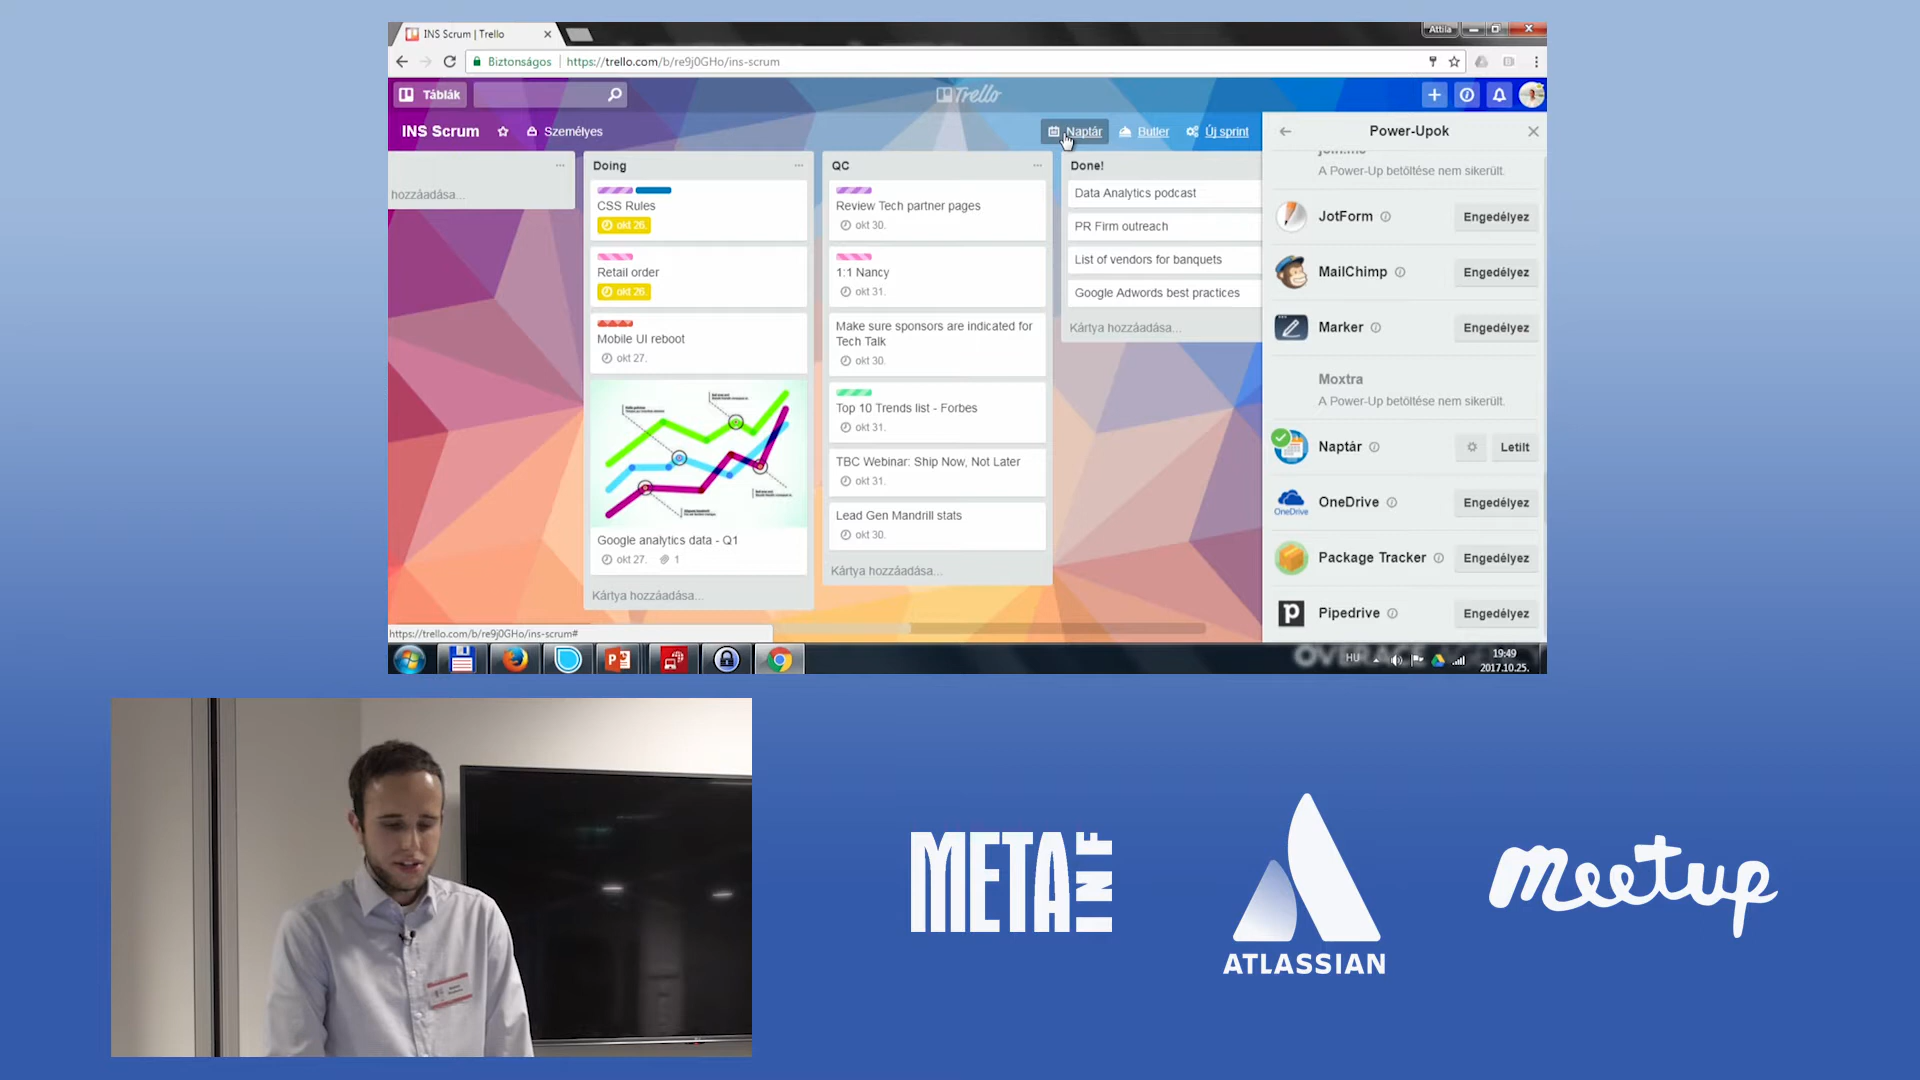 INS Scrum | Trello
Attila
Biztonságos
https://trello.com/b/re9j0GHo/ins-scrum
Táblák
Trello
INS Scrum
Személyes
Naptár
Butler
Új sprint
hozzáadása...
Doing
CSS Rules
okt 26.
Retail order
okt 26.
Mobile UI reboot
okt 27.
Google analytics data - Q1
okt 27.
1
Kártya hozzáadása...
QC
Review Tech partner pages
okt 30.
1:1 Nancy
okt 31.
Make sure sponsors are indicated for
Tech Talk
okt 30.
Top 10 Trends list - Forbes
okt 31.
TBC Webinar: Ship Now, Not Later
okt 31.
Lead Gen Mandrill stats
okt 30.
Kártya hozzáadása...
Done!
Data Analytics podcast
PR Firm outreach
List of vendors for banquets
Google Adwords best practices
Kártya hozzáadása...
Power-Upok
A Power-Up betöltése nem sikerült.
JotForm
Engedélyez
MailChimp
Engedélyez
Marker
Engedélyez
Moxtra
A Power-Up betöltése nem sikerült.
Naptár
Letilt
OneDrive
OneDrive
Engedélyez
Package Tracker
Engedélyez
Pipedrive
Engedélyez
https://trello.com/b/re9j0GHo/ins-scrum#
HU
19:49
2017.10.25.
META
INF
ATLASSIAN
meetup